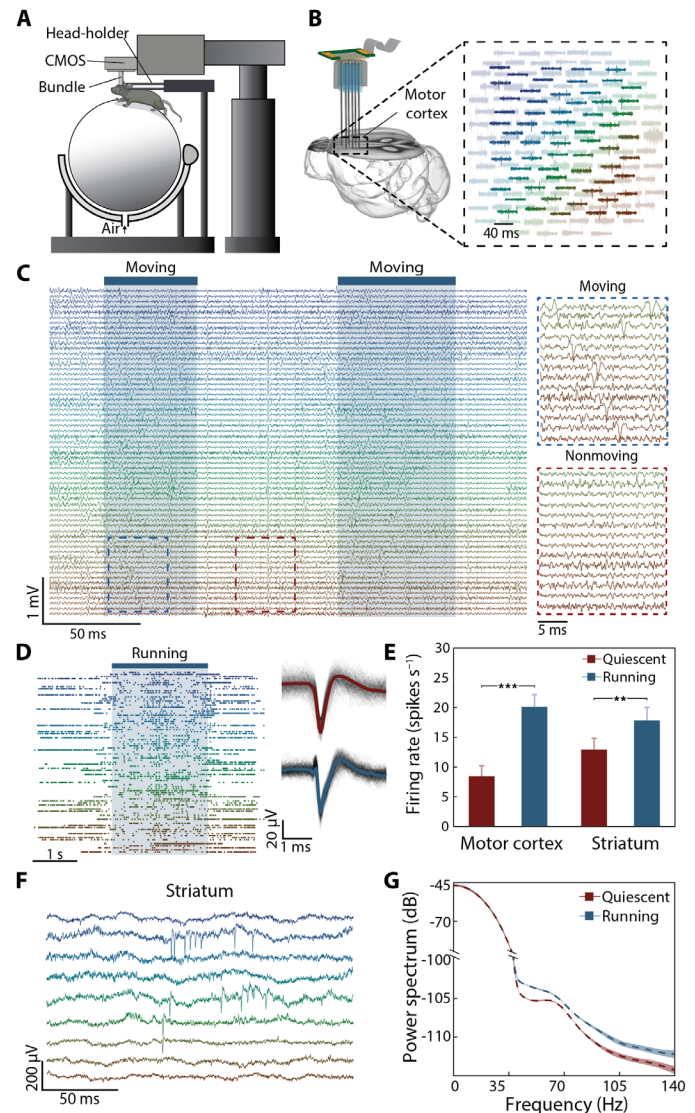 A
Head-holder
CMOS
Bundle
Air
B
Motor
cortex
40 ms
C
Moving
Moving
1 mV
50 ms
Moving
Nonmoving
5 ms
D
Running
1 s
20 µV
1 ms
E
Firing rate (spikes s⁻¹)
30
25
20
15
10
5
0
Quiescent
Running
***
**
Motor cortex
Striatum
F
Striatum
200 µV
50 ms
G
Power spectrum (dB)
-45
-70
-100
-105
-110
Quiescent
Running
0 35 70 105 140
Frequency (Hz)